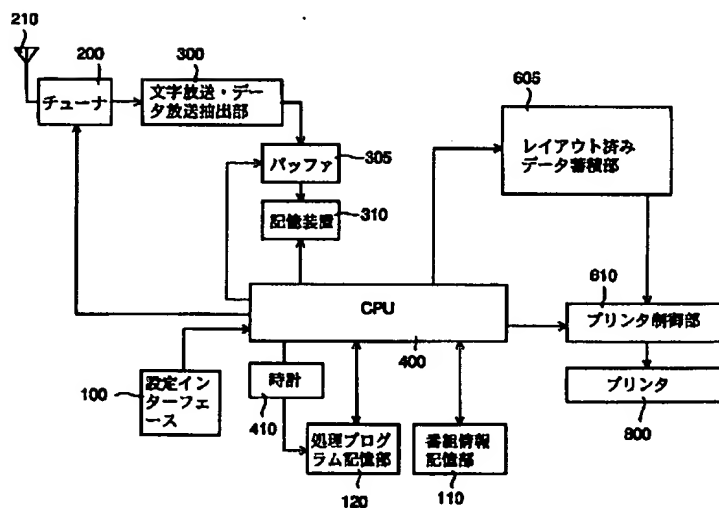 210
200
チューナ
300
文字放送・デー
タ放送抽出部
305
バッファ
310
記憶装置
605
レイアウト済み
データ蓄積部
CPU
400
610
プリンタ制御部
プリンタ
800
100
設定インタ
ーフェ
ース
時計
410
処理プログ
ラム記憶部
120
番組情報
記憶部
110